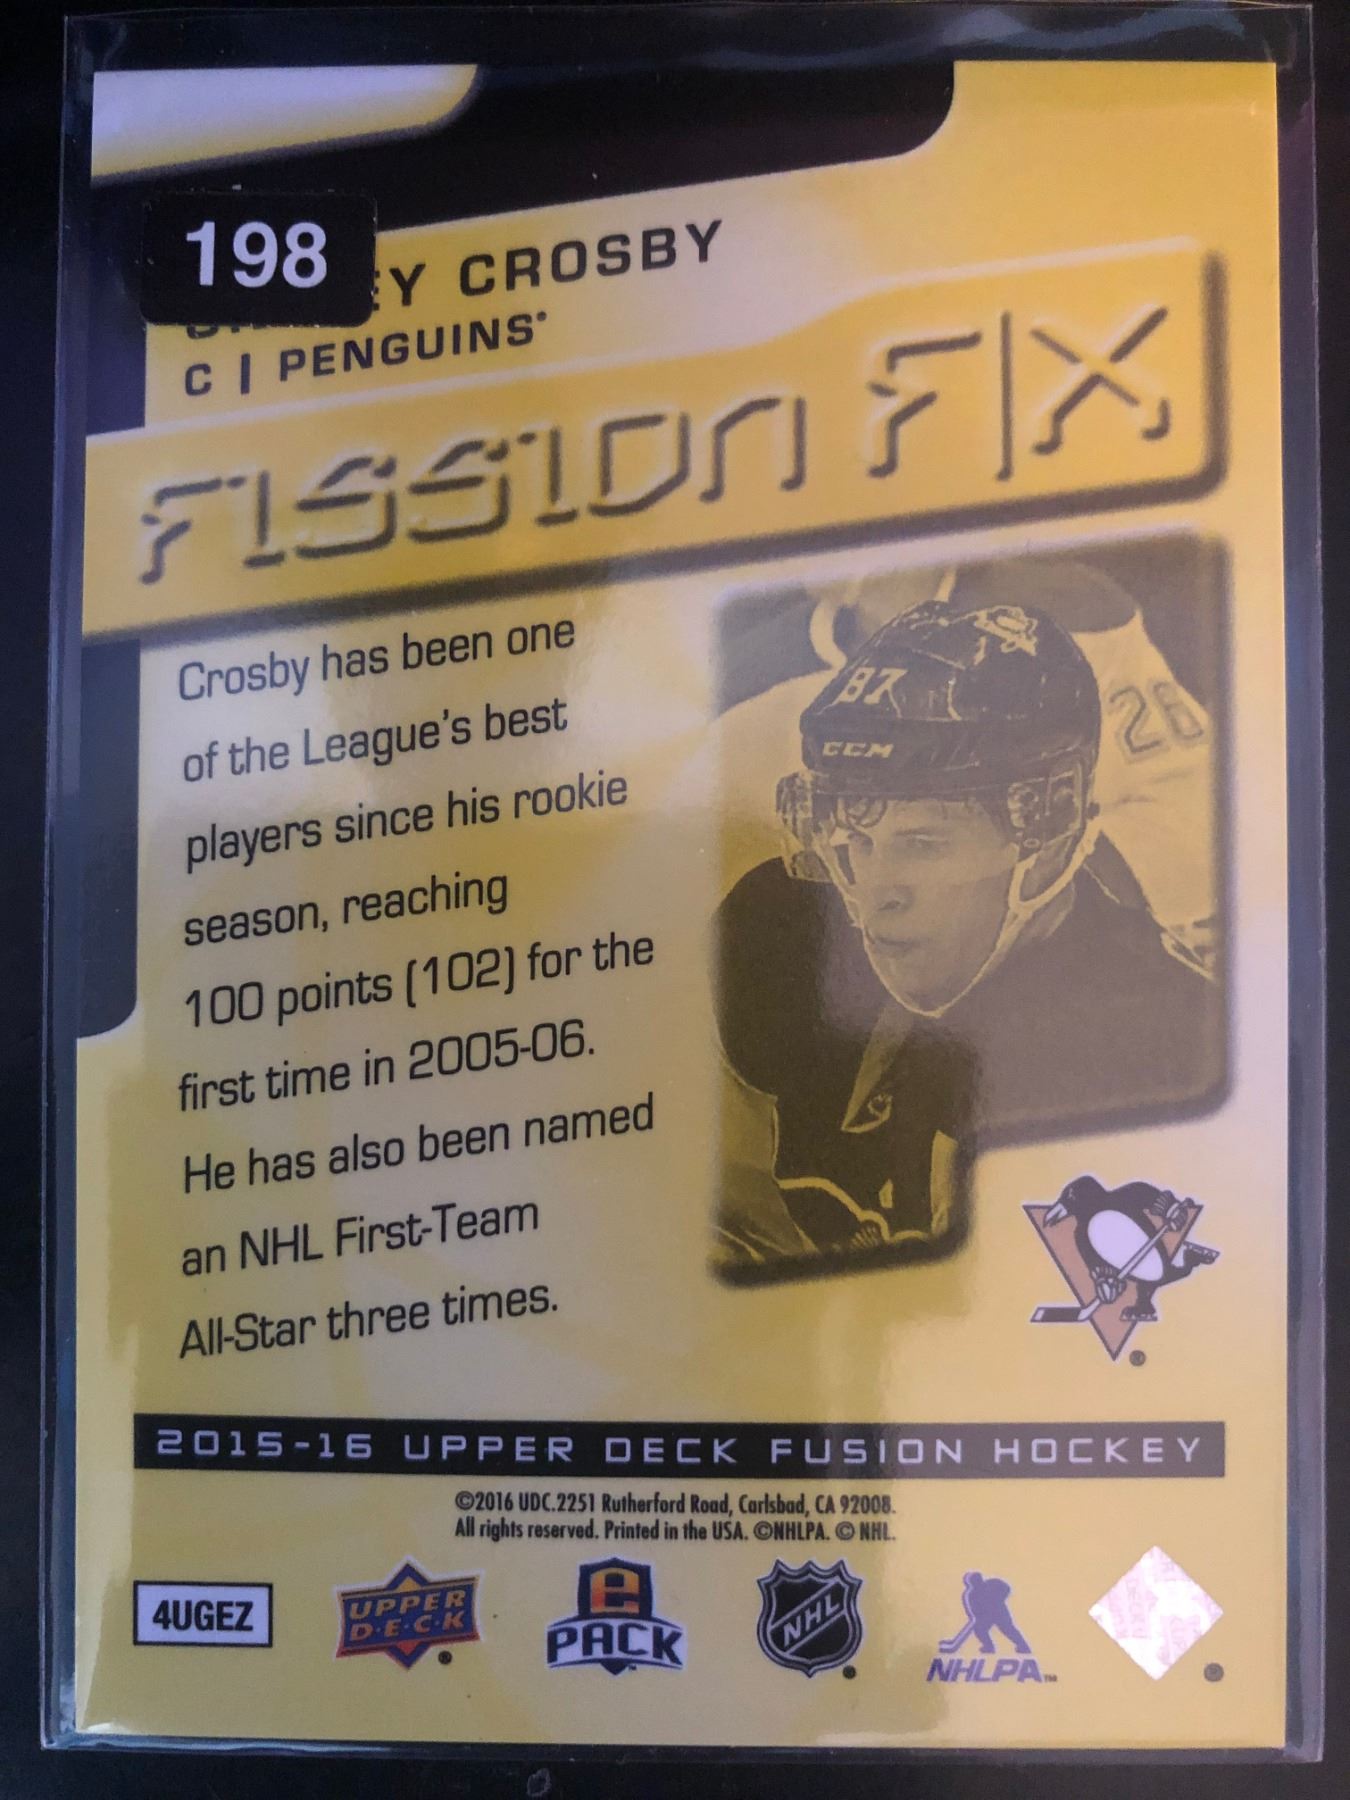 198
EY CROSBY
C | PENGUINS
FISSION FIX
Crosby has been one
of the League's best
players since his rookie
season, reaching
100 points (102) for the
first time in 2005-06.
He has also been named
an NHL First-Team
All-Star three times.
87
CCM
28
2015-16 UPPER DECK FUSION HOCKEY
©2016 UDC.2251 Rutherford Road, Carlsbad, CA 92008.
All rights reserved. Printed in the USA. ©NHLPA. © NHL.
4UGEZ
UPPER
D·E·C·K
e
PACK
NHL
NHLPA™